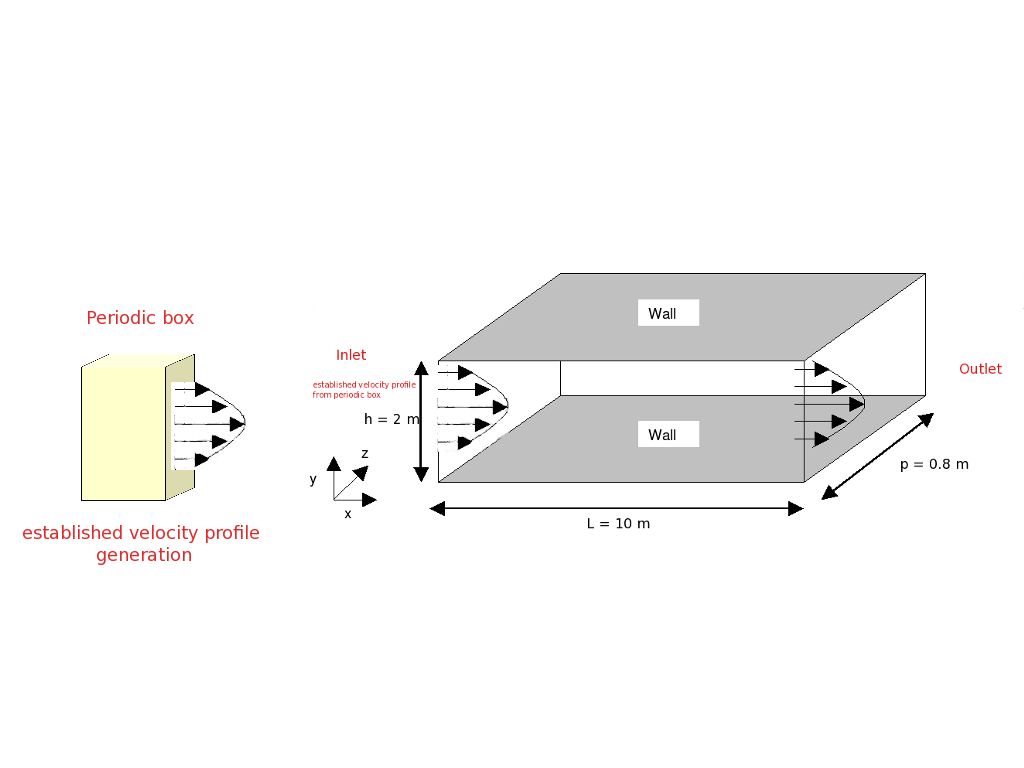 Periodic box
established velocity profile
generation
Inlet
established velocity profile
from periodic box
h = 2 m
y
z
x
Wall
Wall
L = 10 m
p = 0.8 m
Outlet